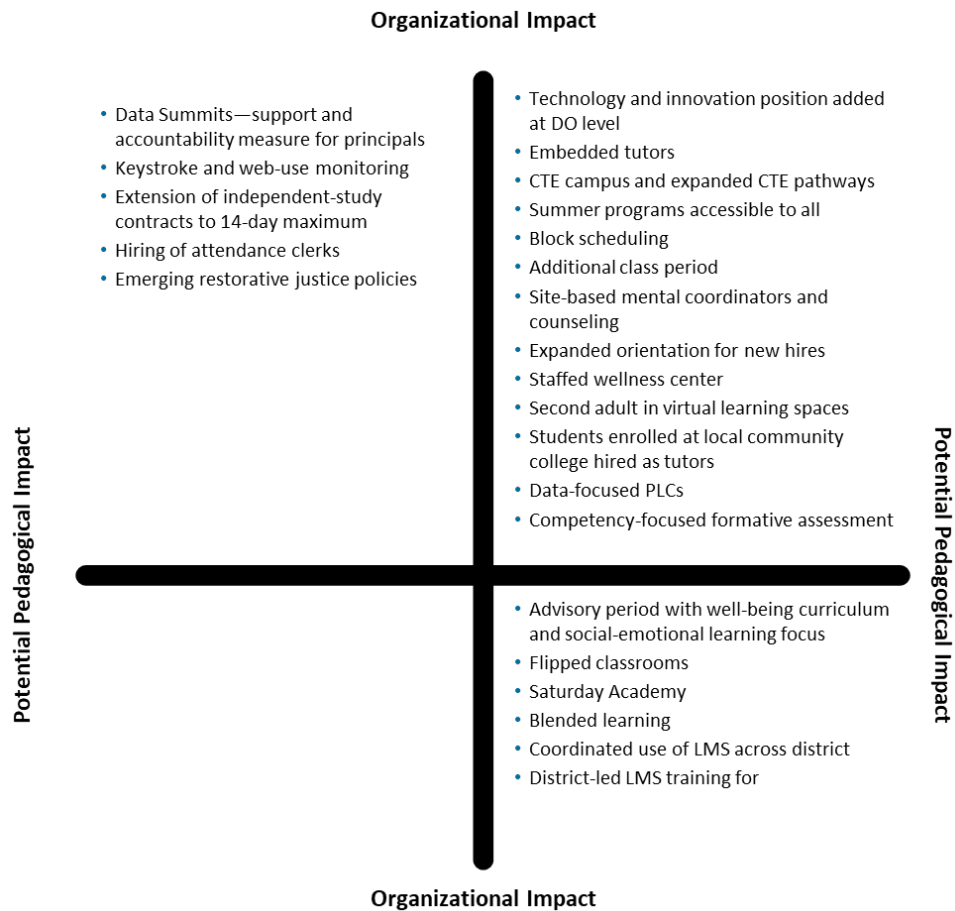 Organizational Impact
• Data Summits—support and
accountability measure for principals
• Keystroke and web-use monitoring
• Extension of independent-study
contracts to 14-day maximum
• Hiring of attendance clerks
• Emerging restorative justice policies
• Technology and innovation position added
at DO level
• Embedded tutors
• CTE campus and expanded CTE pathways
• Summer programs accessible to all
• Block scheduling
• Additional class period
• Site-based mental coordinators and
counseling
• Expanded orientation for new hires
• Staffed wellness center
• Second adult in virtual learning spaces
• Students enrolled at local community
college hired as tutors
• Data-focused PLCs
• Competency-focused formative assessment
Potential Pedagogical Impact
Potential Pedagogical Impact
• Advisory period with well-being curriculum
and social-emotional learning focus
• Flipped classrooms
• Saturday Academy
• Blended learning
• Coordinated use of LMS across district
• District-led LMS training for
Organizational Impact